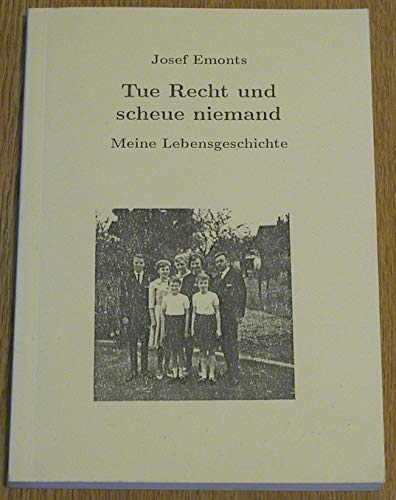 Josef Emonts
Tue Recht und
scheue niemand
Meine Lebensgeschichte